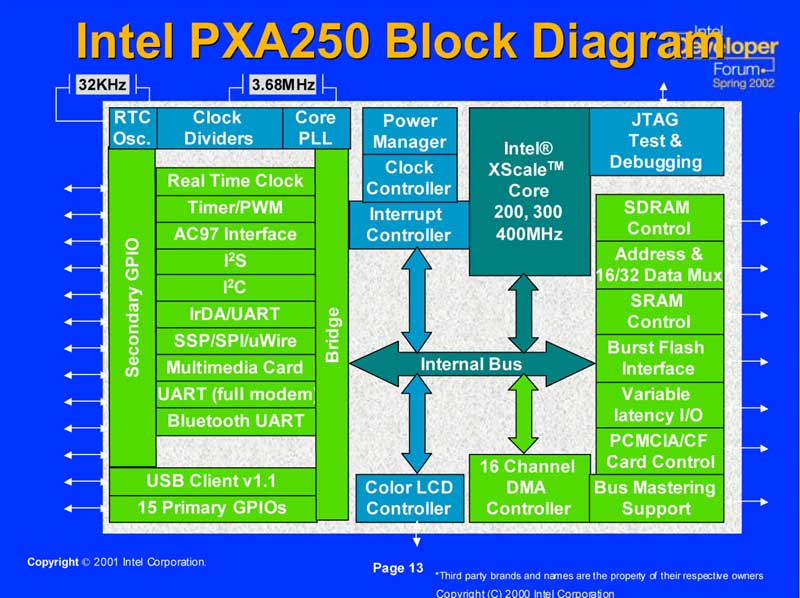 Intel PXA250 Block Diagram
Intel
Developer
Forum
Spring 2002
32KHz
3.68MHz
RTC
Osc.
Clock
Dividers
Core
PLL
Power
Manager
Clock
Controller
Interrupt
Controller
Intel®
XScale™
Core
200, 300
400MHz
JTAG
Test &
Debugging
Secondary GPIO
Real Time Clock
Timer/PWM
AC97 Interface
I²S
I²C
IrDA/UART
SSP/SPI/uWire
Multimedia Card
UART (full modem)
Bluetooth UART
USB Client v1.1
15 Primary GPIOs
Bridge
Internal Bus
Color LCD
Controller
16 Channel
DMA
Controller
SDRAM
Control
Address &
16/32 Data Mux
SRAM
Control
Burst Flash
Interface
Variable
latency I/O
PCMCIA/CF
Card Control
Bus Mastering
Support
Copyright © 2001 Intel Corporation.
Page 13
*Third party brands and names are the property of their respective owners
Copyright (C) 2000 Intel Corporation